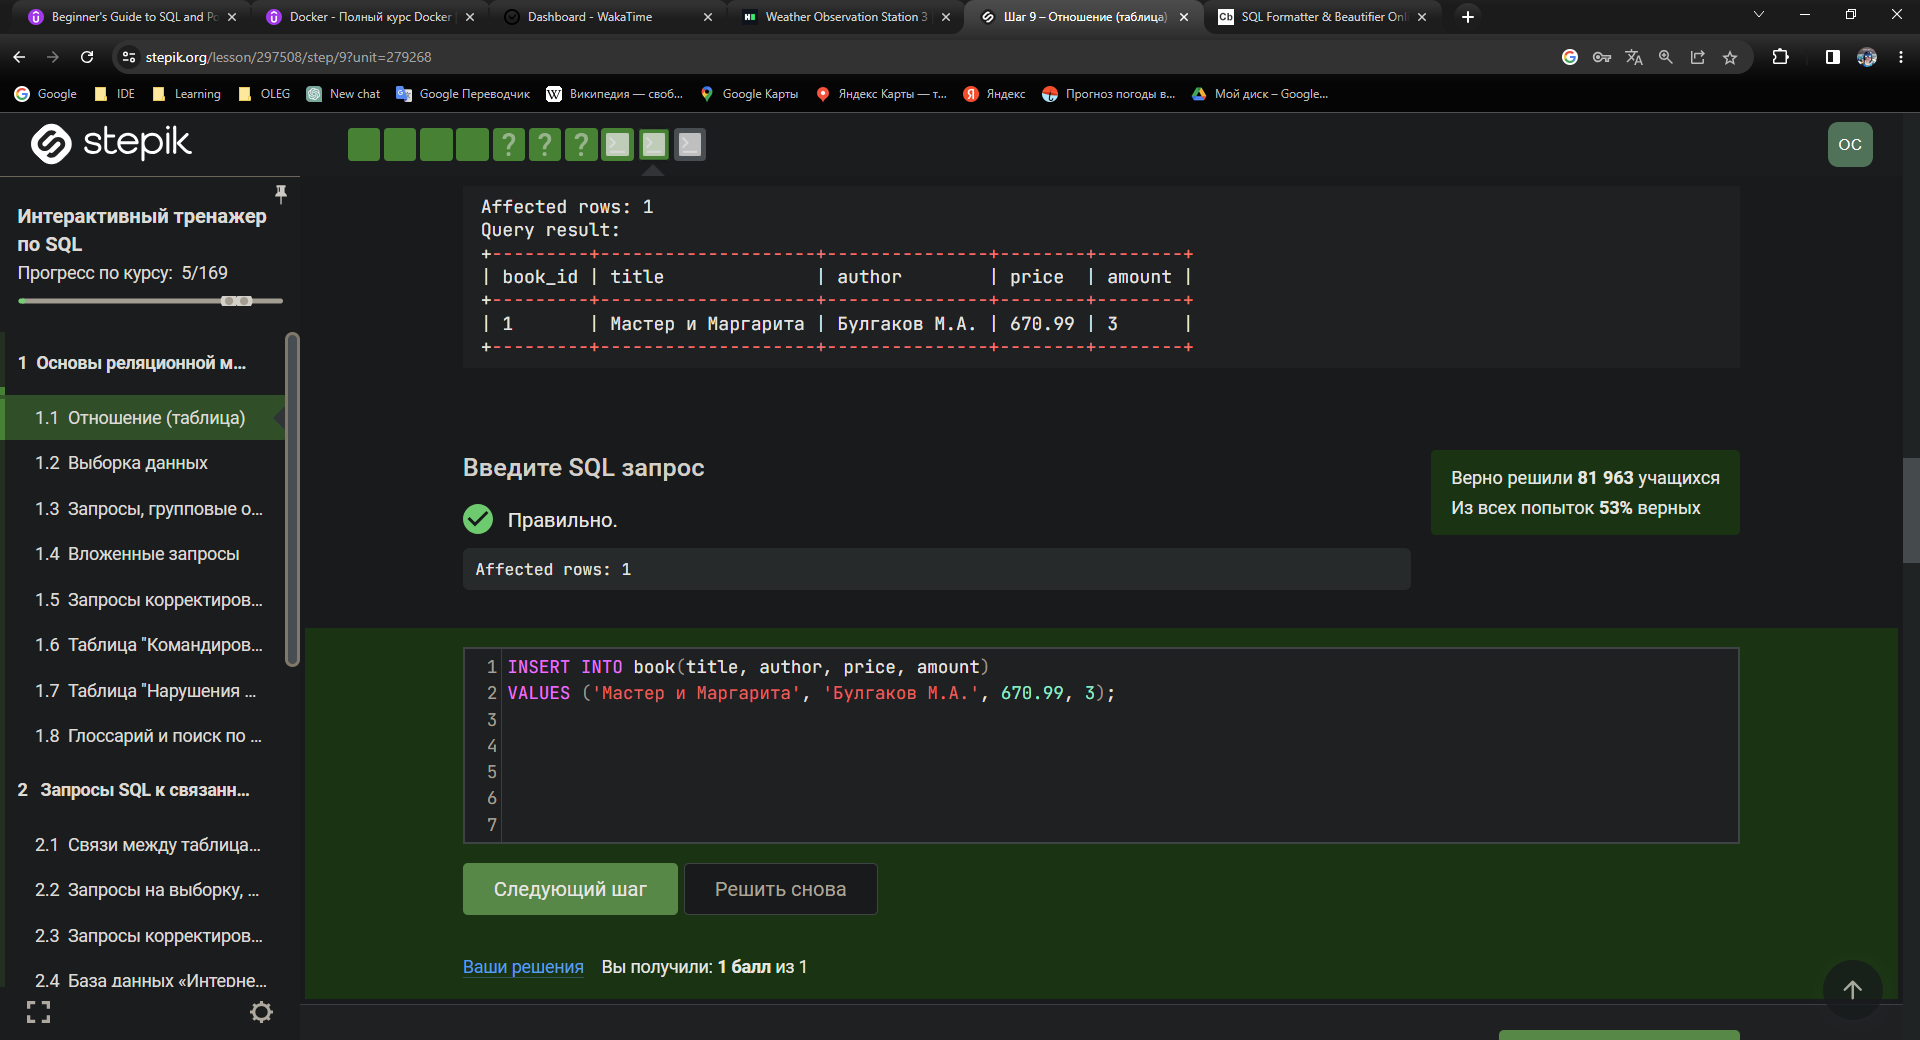 Beginner's Guide to SQL and Po
Docker - Полный курс Docker
Dashboard - WakaTime
Weather Observation Station 3
Шаг 9 – Отношение (таблица)
SQL Formatter & Beautifier Onli
stepik.org/lesson/297508/step/9?unit=279268
Google
IDE
Learning
OLEG
New chat
Google Переводчик
Википедия — своб...
Google Карты
Яндекс Карты — т...
Яндекс
Прогноз погоды в...
Мой диск – Google...
stepik
? ? ?
OC
Интерактивный тренажер
по SQL
Прогресс по курсу: 5/169
1 Основы реляционной м...
1.1 Отношение (таблица)
1.2 Выборка данных
1.3 Запросы, групповые о...
1.4 Вложенные запросы
1.5 Запросы корректиров...
1.6 Таблица "Командиров...
1.7 Таблица "Нарушения ...
1.8 Глоссарий и поиск по ...
2 Запросы SQL к связанн...
2.1 Связи между таблица...
2.2 Запросы на выборку, ...
2.3 Запросы корректиров...
2.4 База данных «Интерне...
Affected rows: 1
Query result:
+---------+--------------------+---------------+--------+--------+
| book_id | title              | author        | price  | amount |
+---------+--------------------+---------------+--------+--------+
| 1       | Мастер и Маргарита | Булгаков М.А. | 670.99 | 3      |
+---------+--------------------+---------------+--------+--------+
Введите SQL запрос
Правильно.
Affected rows: 1
Верно решили 81 963 учащихся
Из всех попыток 53% верных
1 INSERT INTO book(title, author, price, amount)
2 VALUES ('Мастер и Маргарита', 'Булгаков М.А.', 670.99, 3);
3
4
5
6
7
Следующий шаг
Решить снова
Ваши решения Вы получили: 1 балл из 1